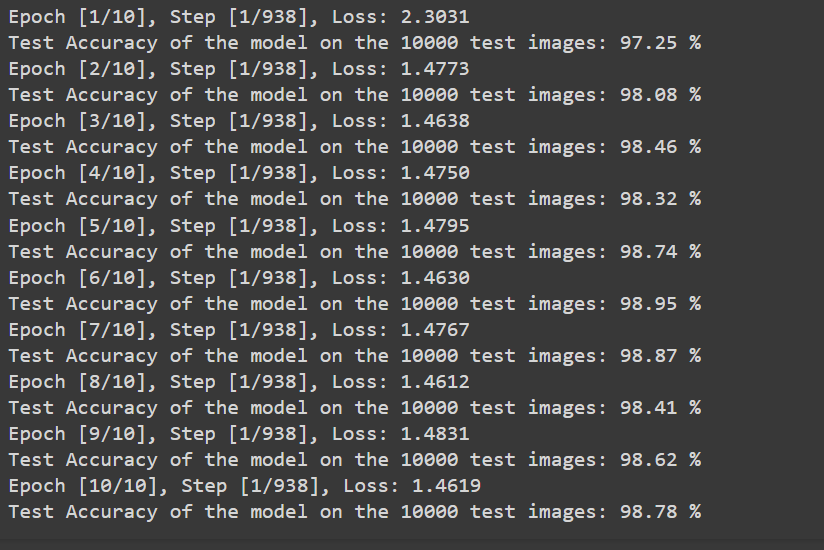 Epoch [1/10], Step [1/938], Loss: 2.3031
Test Accuracy of the model on the 10000 test images: 97.25 %
Epoch [2/10], Step [1/938], Loss: 1.4773
Test Accuracy of the model on the 10000 test images: 98.08 %
Epoch [3/10], Step [1/938], Loss: 1.4638
Test Accuracy of the model on the 10000 test images: 98.46 %
Epoch [4/10], Step [1/938], Loss: 1.4750
Test Accuracy of the model on the 10000 test images: 98.32 %
Epoch [5/10], Step [1/938], Loss: 1.4795
Test Accuracy of the model on the 10000 test images: 98.74 %
Epoch [6/10], Step [1/938], Loss: 1.4630
Test Accuracy of the model on the 10000 test images: 98.95 %
Epoch [7/10], Step [1/938], Loss: 1.4767
Test Accuracy of the model on the 10000 test images: 98.87 %
Epoch [8/10], Step [1/938], Loss: 1.4612
Test Accuracy of the model on the 10000 test images: 98.41 %
Epoch [9/10], Step [1/938], Loss: 1.4831
Test Accuracy of the model on the 10000 test images: 98.62 %
Epoch [10/10], Step [1/938], Loss: 1.4619
Test Accuracy of the model on the 10000 test images: 98.78 %